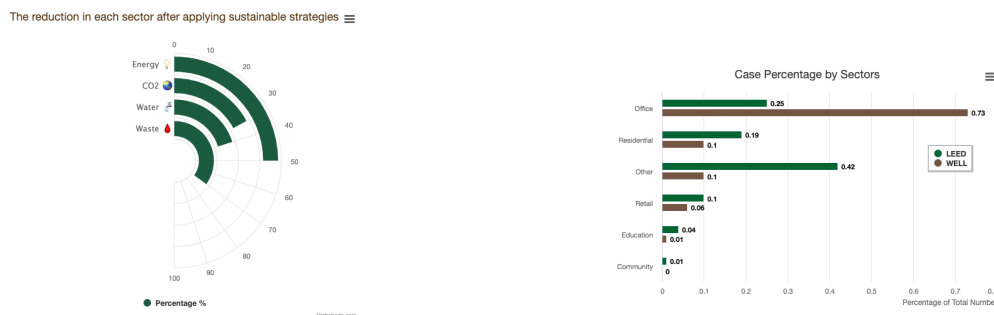 The reduction in each sector after applying sustainable strategies
0
10
20
30
40
50
60
70
80
90
100
Energy
CO2
Water
Waste
Percentage %
Case Percentage by Sectors
Office
0.25
0.73
Residential
0.19
0.1
Other
0.42
0.1
Retail
0.1
0.06
Education
0.04
0.01
Community
0.01
0
LEED
WELL
0
0.1
0.2
0.3
0.4
0.5
0.6
0.7
Percentage of Total